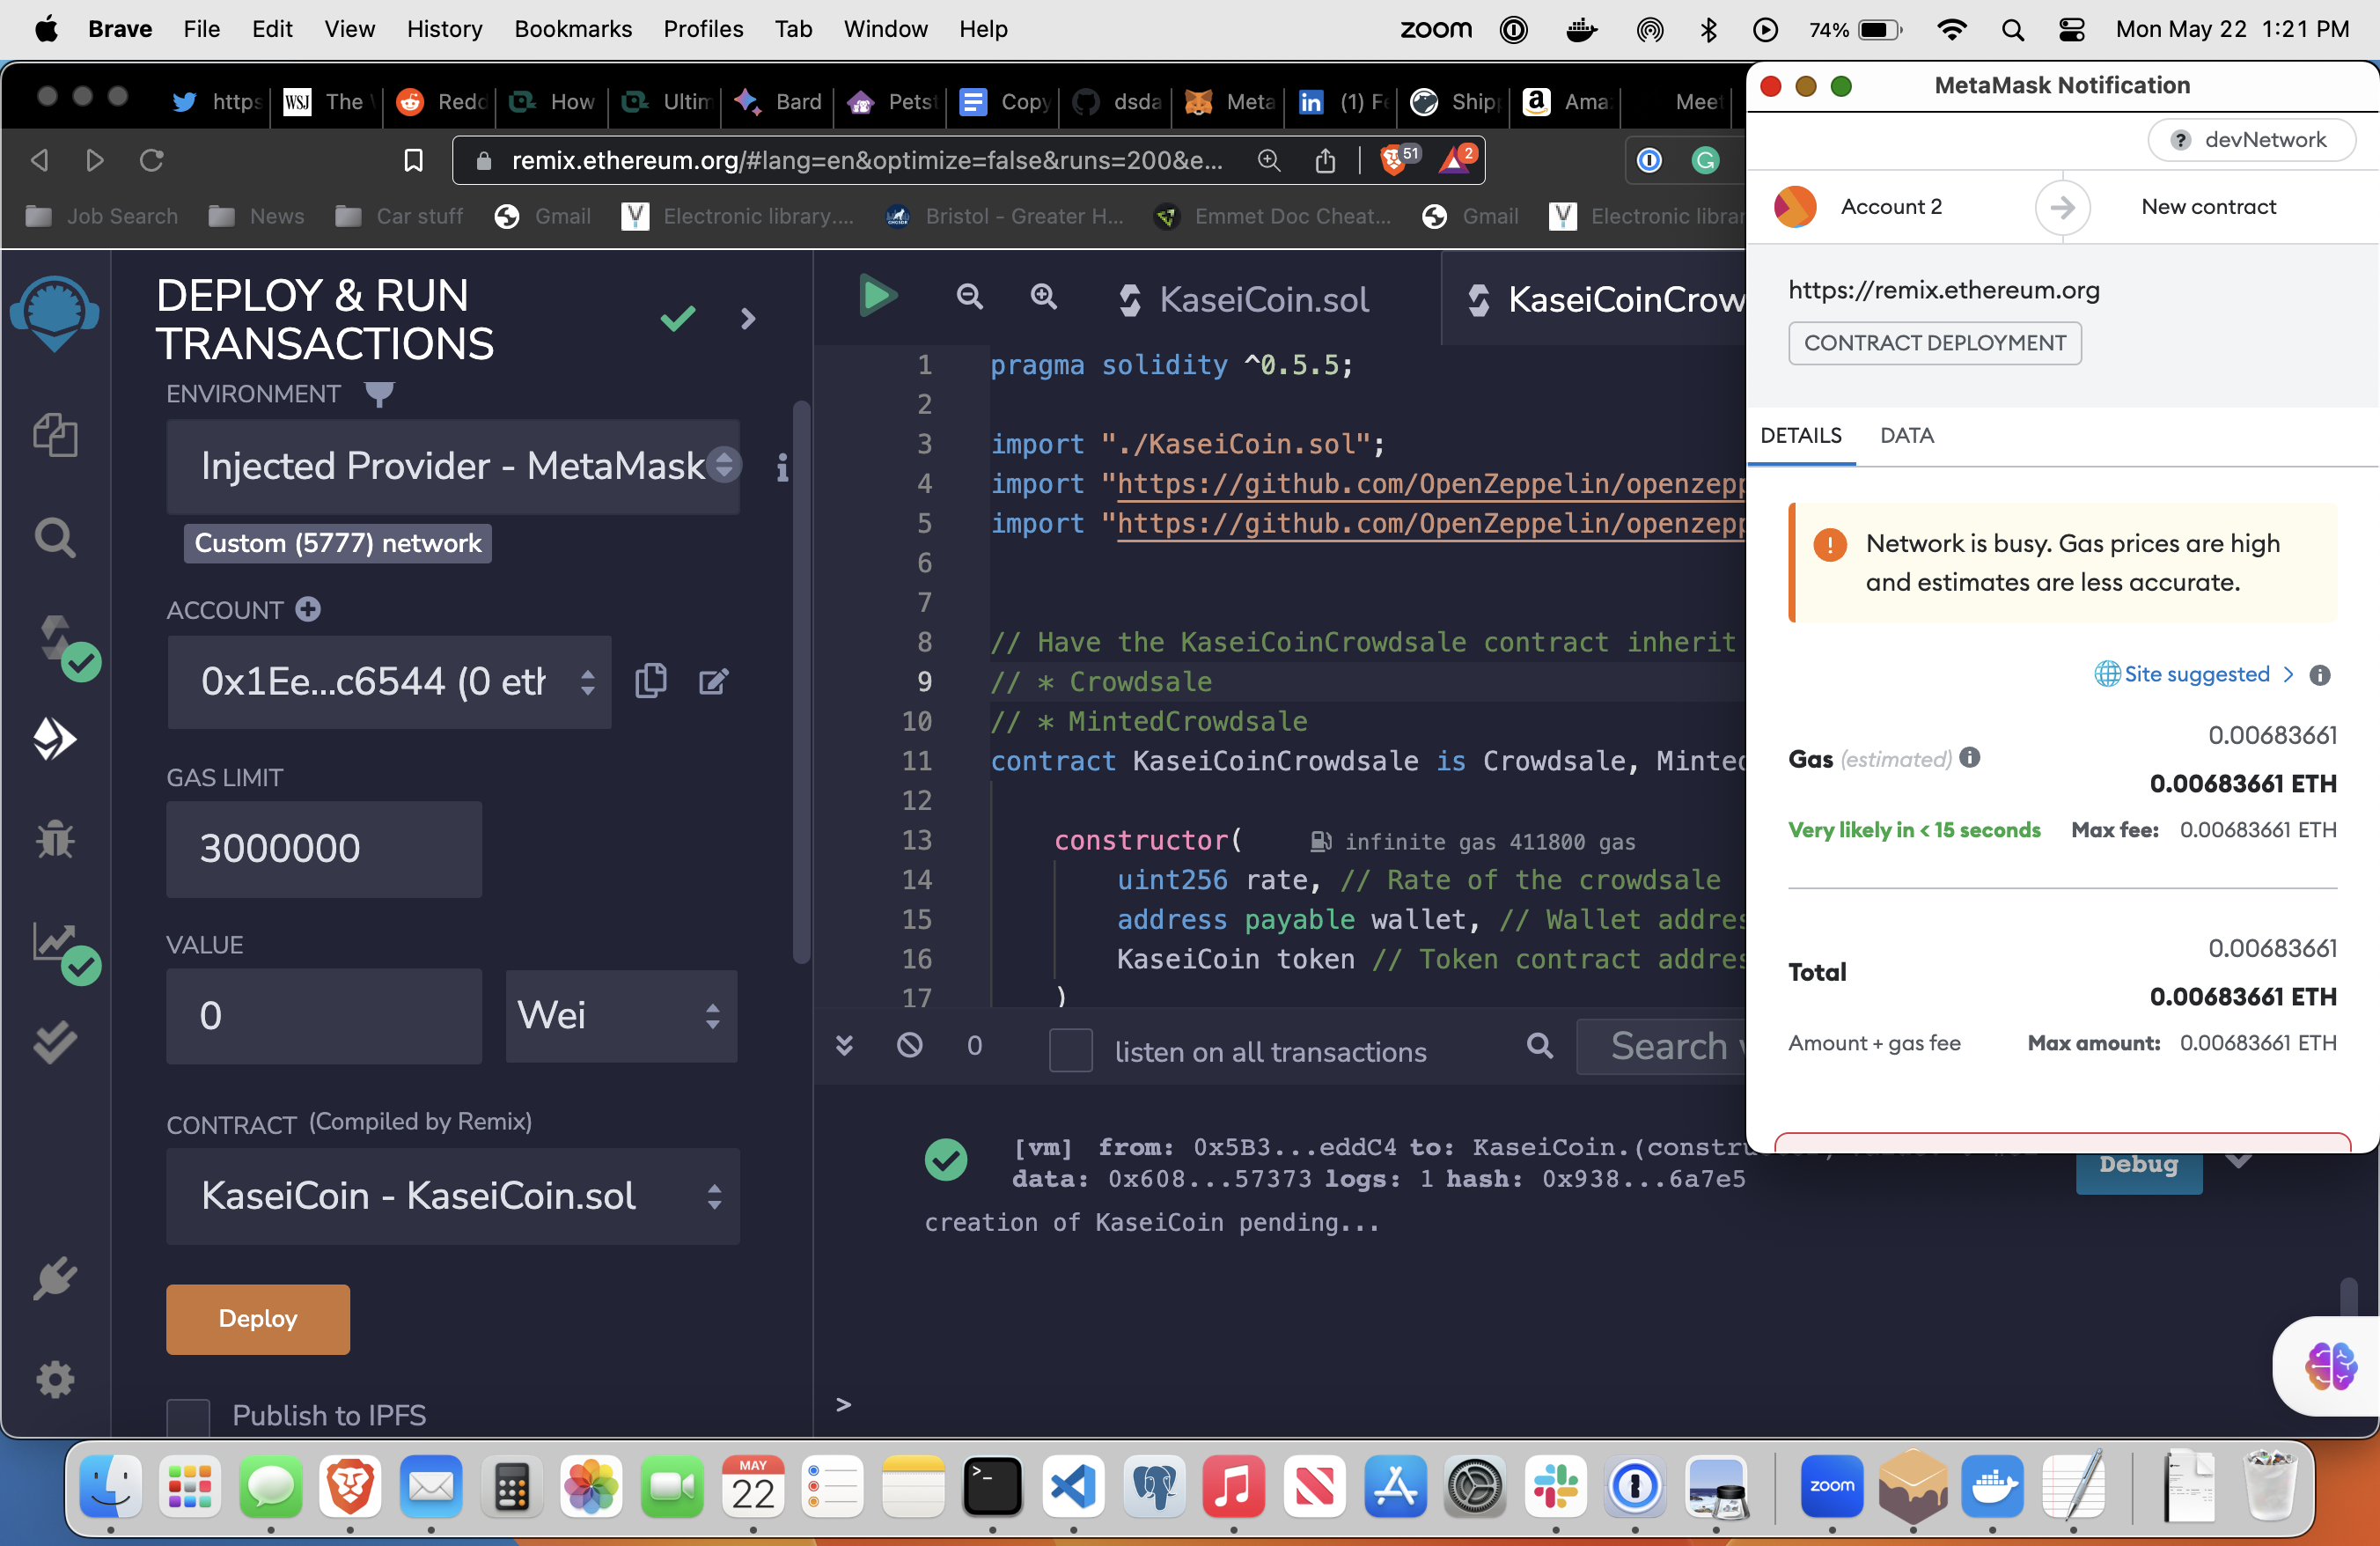 Brave File Edit View History Bookmarks Profiles Tab Window Help zoom 74% Mon May 22 1:21 PM
https WSJ The Redd How Ultim Bard Petst Copy dsda Meta (1) Fe Ship Ama Meet
remix.ethereum.org/#lang=en&optimize=false&runs=200&e... 51 2
Job Search News Car stuff Gmail Electronic library.... Bristol - Greater H... Emmet Doc Cheat... Gmail Electronic librar
DEPLOY & RUN
TRANSACTIONS
ENVIRONMENT
Injected Provider - MetaMask
Custom (5777) network
ACCOUNT
0x1Ee...c6544 (0 eth
GAS LIMIT
3000000
VALUE
0 Wei
CONTRACT (Compiled by Remix)
KaseiCoin - KaseiCoin.sol
Deploy
Publish to IPFS
KaseiCoin.sol KaseiCoinCrow
1 pragma solidity ^0.5.5;
2
3 import "./KaseiCoin.sol";
4 import "https://github.com/OpenZeppelin/openzepp
5 import "https://github.com/OpenZeppelin/openzepp
6
7
8 // Have the KaseiCoinCrowdsale contract inherit
9 // * Crowdsale
10 // * MintedCrowdsale
11 contract KaseiCoinCrowdsale is Crowdsale, Minted
12
13 constructor( infinite gas 411800 gas
14 uint256 rate, // Rate of the crowdsale
15 address payable wallet, // Wallet addres
16 KaseiCoin token // Token contract addres
17 )
0 listen on all transactions Search
[vm] from: 0x5B3...eddC4 to: KaseiCoin.(constr
data: 0x608...57373 logs: 1 hash: 0x938...6a7e5
Debug
creation of KaseiCoin pending...
>
MetaMask Notification
devNetwork
Account 2 New contract
https://remix.ethereum.org
CONTRACT DEPLOYMENT
DETAILS DATA
Network is busy. Gas prices are high
and estimates are less accurate.
Site suggested >
0.00683661
Gas (estimated) 0.00683661 ETH
Very likely in < 15 seconds Max fee: 0.00683661 ETH
0.00683661
Total 0.00683661 ETH
Amount + gas fee Max amount: 0.00683661 ETH
MAY
22
zoom